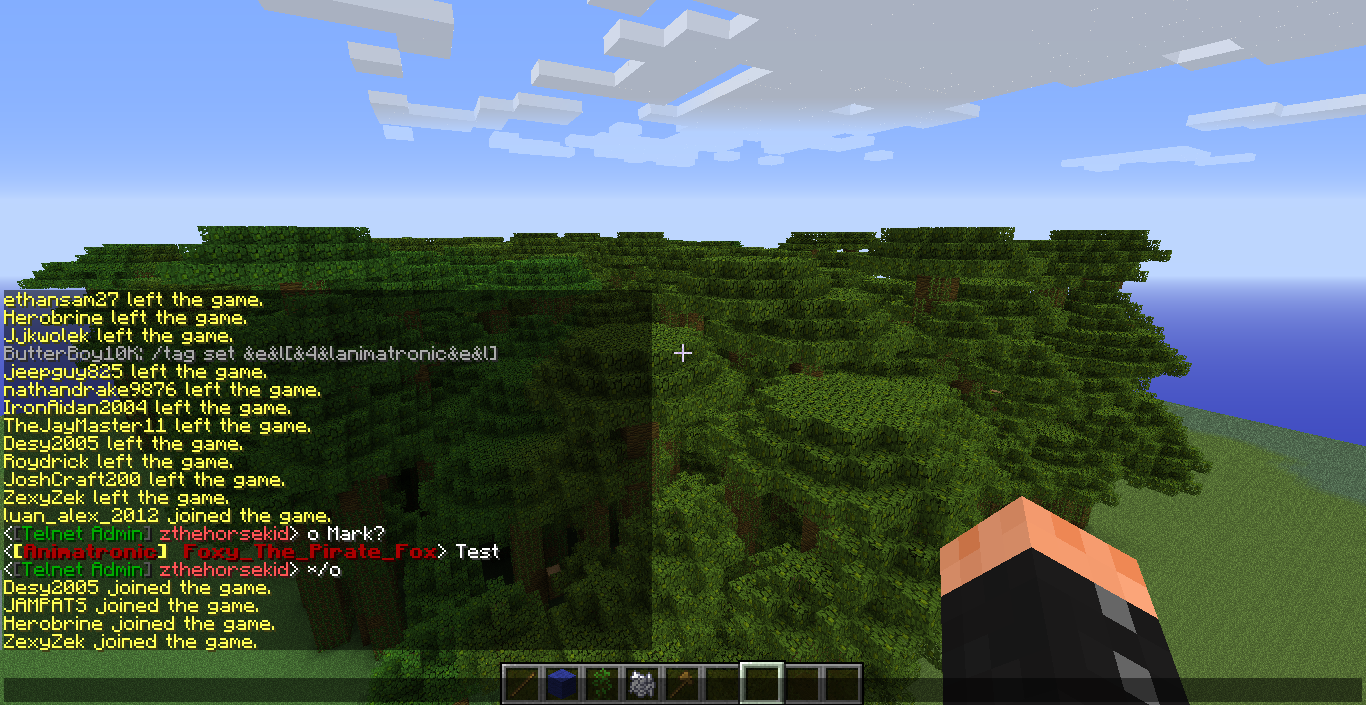 ethansam27 left the game.
Herobrine left the game.
Jjkwolek left the game.
ButterBoy10K: /tag set &e&l[&4&lanimatronic&e&l]
jeepguy825 left the game.
nathandrake9876 left the game.
IronAidan2004 left the game.
TheJayMaster11 left the game.
Desy2005 left the game.
Roydrick left the game.
JoshCraft200 left the game.
ZexyZek left the game.
luan_alex_2012 joined the game.
<[Telnet Admin] zthehorsekid> o Mark?
<[Animatronic] Foxy_The_Pirate_Fox> Test
<[Telnet Admin] zthehorsekid> ~/o
Desy2005 joined the game.
JAMPATS joined the game.
Herobrine joined the game.
ZexyZek joined the game.